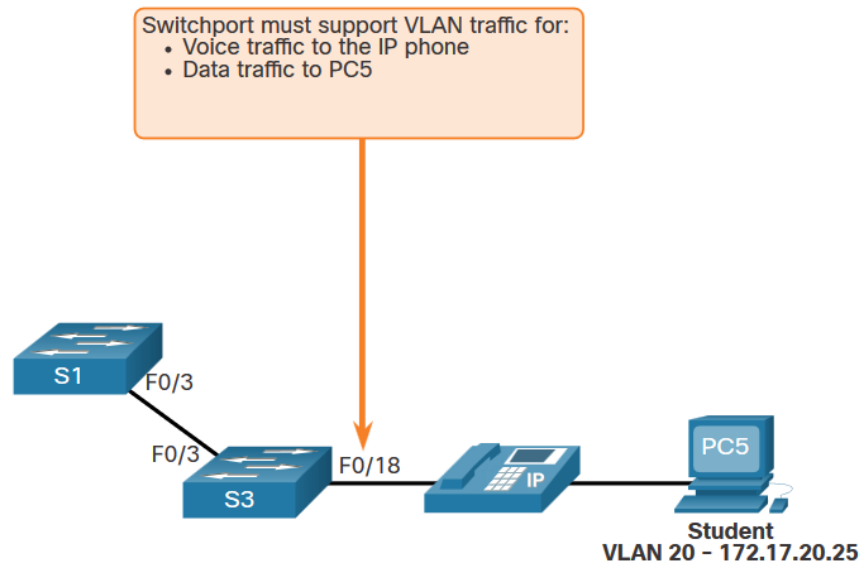 Switchport must support VLAN traffic for:
• Voice traffic to the IP phone
• Data traffic to PC5
S1
F0/3
F0/3
S3
F0/18
IP
PC5
Student
VLAN 20 - 172.17.20.25